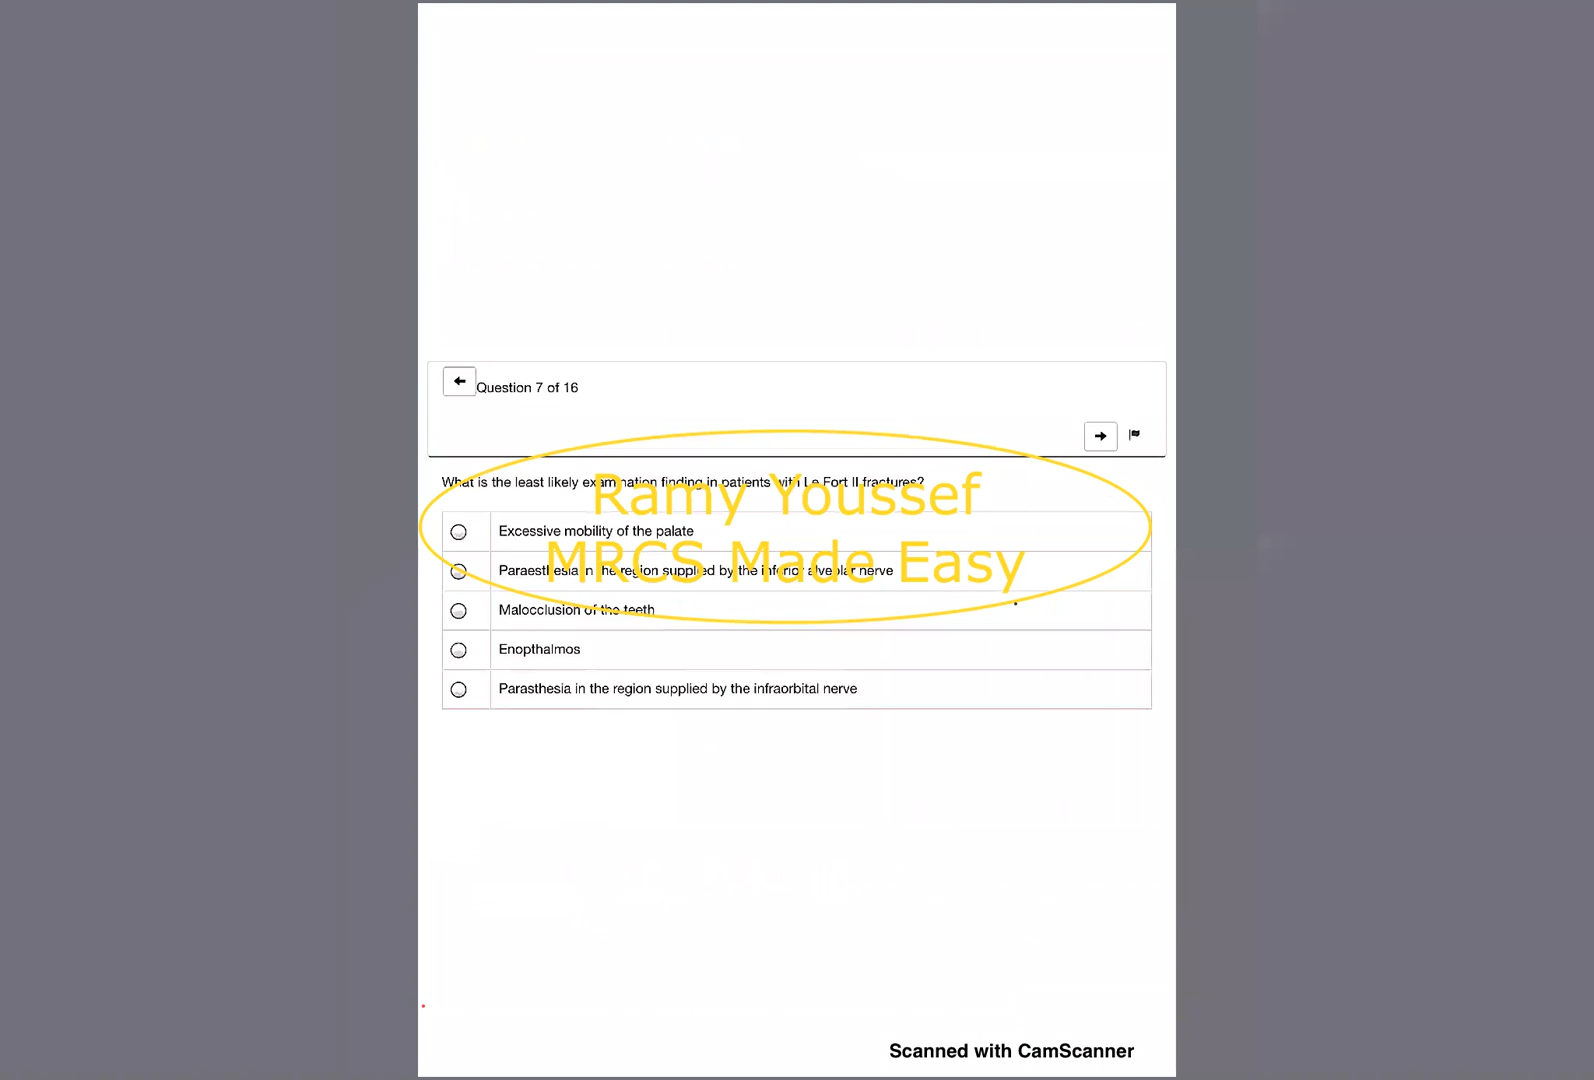 Question 7 of 16
What is the least likely examination finding in patients with Le Fort II fractures?
Ramy Youssef
Excessive mobility of the palate
MRCS Made Easy
Paraesthesia in the region supplied by the inferior alveolar nerve
Malocclusion of the teeth
Enopthalmos
Parasthesia in the region supplied by the infraorbital nerve
Scanned with CamScanner